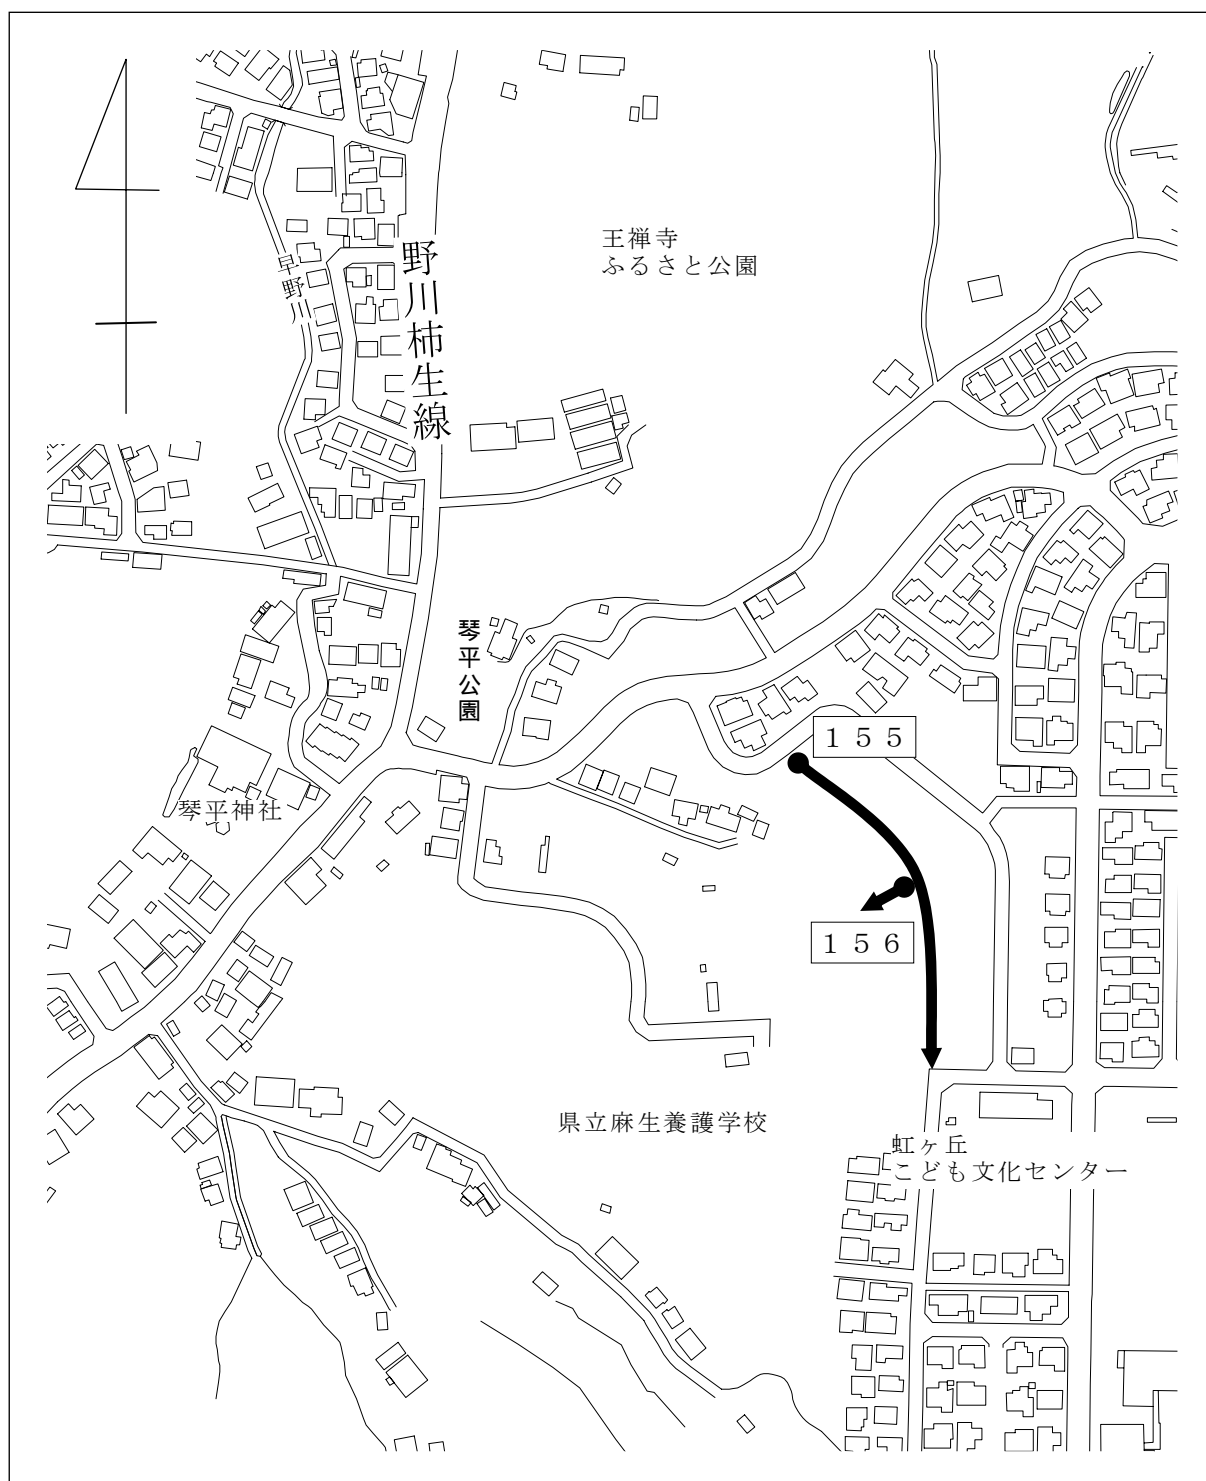 王禅寺
ふるさと公園
早野川
野川柿生線
琴平公園
１５５
琴平神社
１５６
県立麻生養護学校
虹ヶ丘
こども文化センター